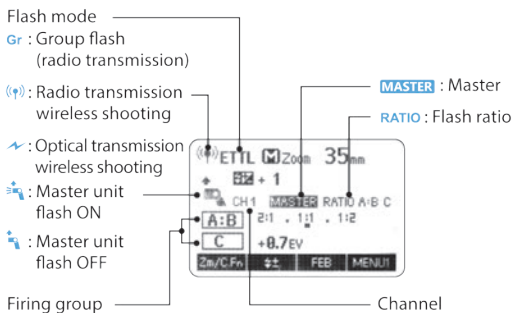 Flash mode
Gr : Group flash
(radio transmission)
: Radio transmission
wireless shooting
: Optical transmission
wireless shooting
: Master unit
flash ON
: Master unit
flash OFF
Firing group
MASTER : Master
RATIO : Flash ratio
ETTL M Zoom 35mm
+ 1
CH 1 MASTER RATIO A:B C
A:B 2:1 . 1:1 . 1:2
C +0.7EV
Zm/C.Fn ± FEB MENU1
Channel